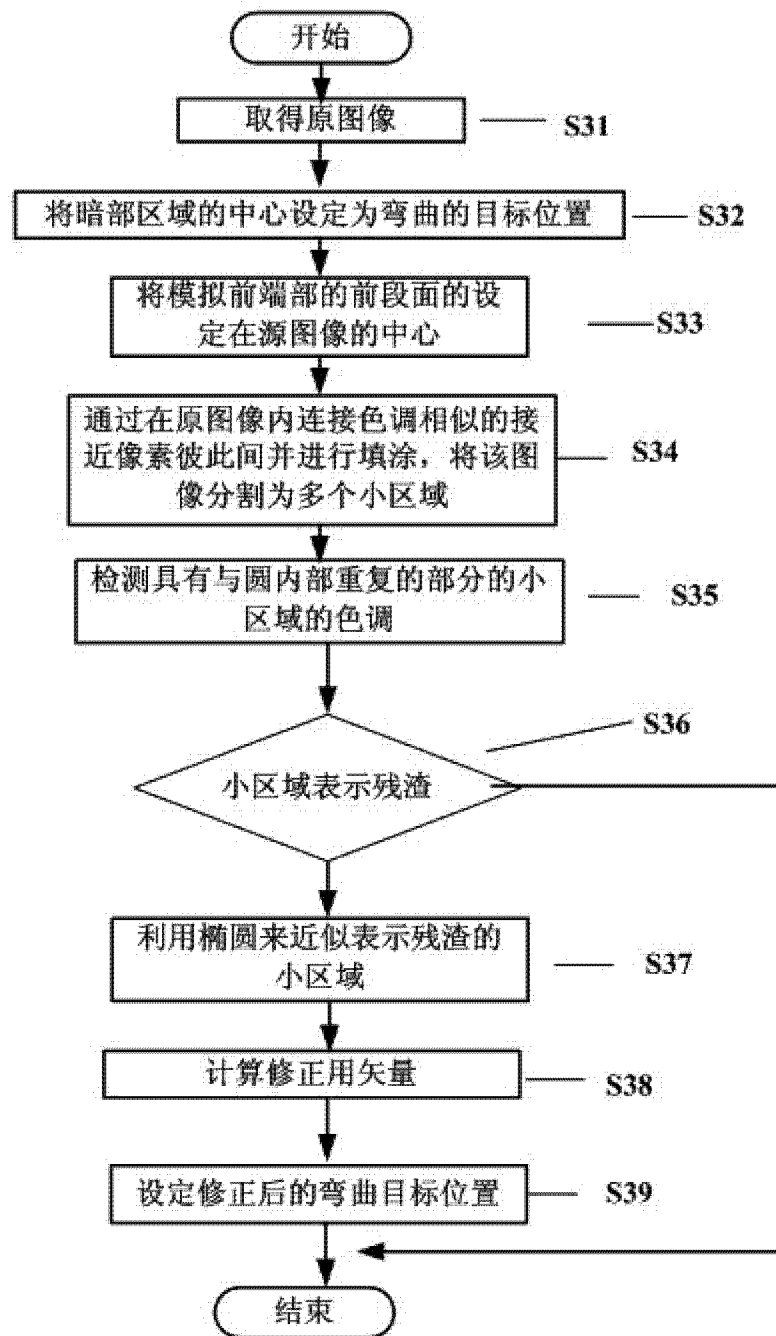 开始
取得原图像
S31
将暗部区域的中心设定为弯曲的目标位置
S32
将模拟前端部的前段面的设
定在源图像的中心
S33
通过在原图像内连接色调相似的接
近像素彼此间并进行填涂，将该图
像分割为多个小区域
S34
检测具有与圆内部重复的部分的小
区域的色调
S35
S36
小区域表示残渣
利用椭圆来近似表示残渣的
小区域
S37
计算修正用矢量
S38
设定修正后的弯曲目标位置
S39
结束